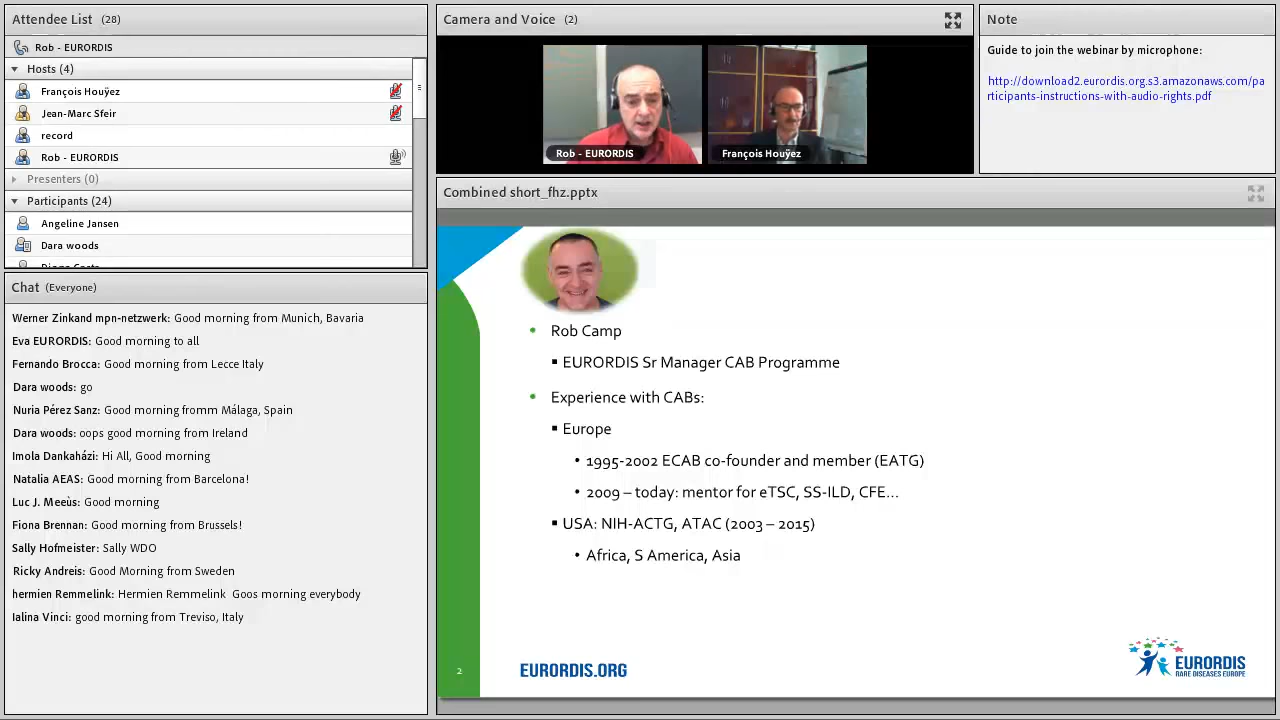 Attendee List (28)
Rob - EURORDIS
Hosts (4)
François Houÿez
Jean-Marc Sfeir
record
Rob - EURORDIS
Presenters (0)
Participants (24)
Angeline Jansen
Dara woods
Chat (Everyone)
Werner Zinkand mpn-netzwerk: Good morning from Munich, Bavaria
Eva EURORDIS: Good morning to all
Fernando Brocca: Good morning from Lecce Italy
Dara woods: go
Nuria Pérez Sanz: Good morning fromm Málaga, Spain
Dara woods: oops good morning from Ireland
Imola Dankaházi: Hi All, Good morning
Natalia AEAS: Good morning from Barcelona!
Luc J. Meeùs: Good morning
Fiona Brennan: Good morning from Brussels!
Sally Hofmeister: Sally WDO
Ricky Andreis: Good Morning from Sweden
hermien Remmelink: Hermien Remmelink  Goos morning everybody
Ialina Vinci: good morning from Treviso, Italy
Camera and Voice (2)
Rob - EURORDIS
François Houÿez
Note
Guide to join the webinar by microphone:
http://download2.eurordis.org.s3.amazonaws.com/pa
rticipants-instructions-with-audio-rights.pdf
Combined short_fhz.pptx
• Rob Camp
▪ EURORDIS Sr Manager CAB Programme
• Experience with CABs:
▪ Europe
• 1995-2002 ECAB co-founder and member (EATG)
• 2009 – today: mentor for eTSC, SS-ILD, CFE...
▪ USA: NIH-ACTG, ATAC (2003 – 2015)
• Africa, S America, Asia
2
EURORDIS.ORG
EURORDIS
RARE DISEASES EUROPE